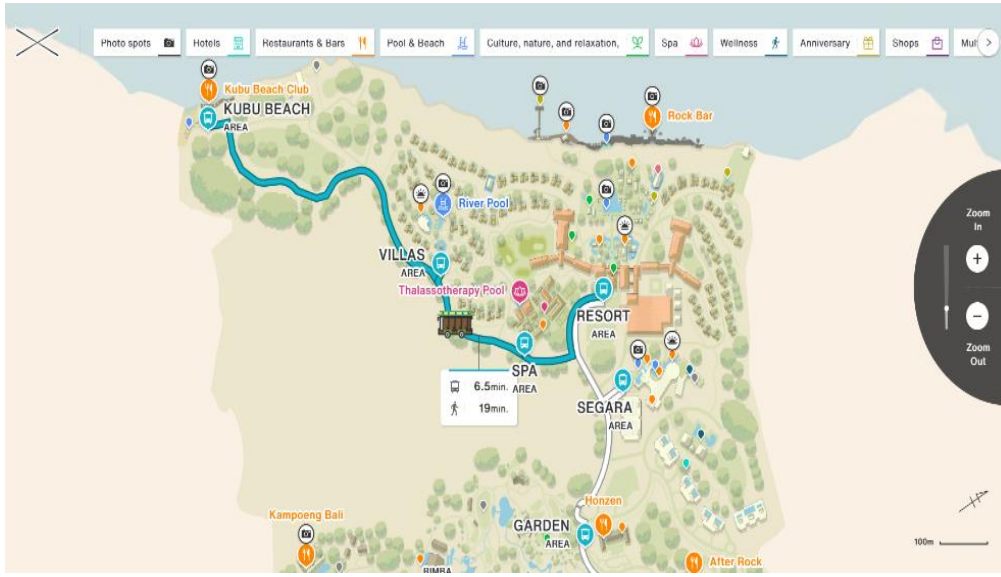 Photo spots
Hotels
Restaurants & Bars
Pool & Beach
Culture, nature, and relaxation,
Spa
Wellness
Anniversary
Shops
Mul
Kubu Beach Club
KUBU BEACH
AREA
Rock Bar
River Pool
VILLAS
AREA
Thalassotherapy Pool
RESORT
AREA
SPA
AREA
6.5min.
19min.
SEGARA
AREA
Honzen
GARDEN
AREA
Kampoeng Bali
RIMBA
After Rock
Zoom
In
Zoom
Out
100m